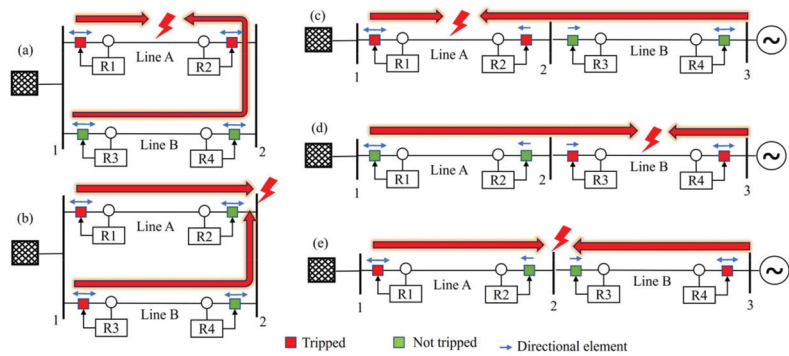 (a)
Line A
R1
R2
1
Line B
2
R3
R4
(b)
Line A
R1
R2
1
Line B
2
R3
R4
(c)
Line A
Line B
R1
R2
R3
R4
1
2
3
~
(d)
Line A
Line B
R1
R2
R3
R4
1
2
3
~
(e)
Line A
Line B
R1
R2
R3
R4
1
2
3
~
Tripped
Not tripped
Directional element